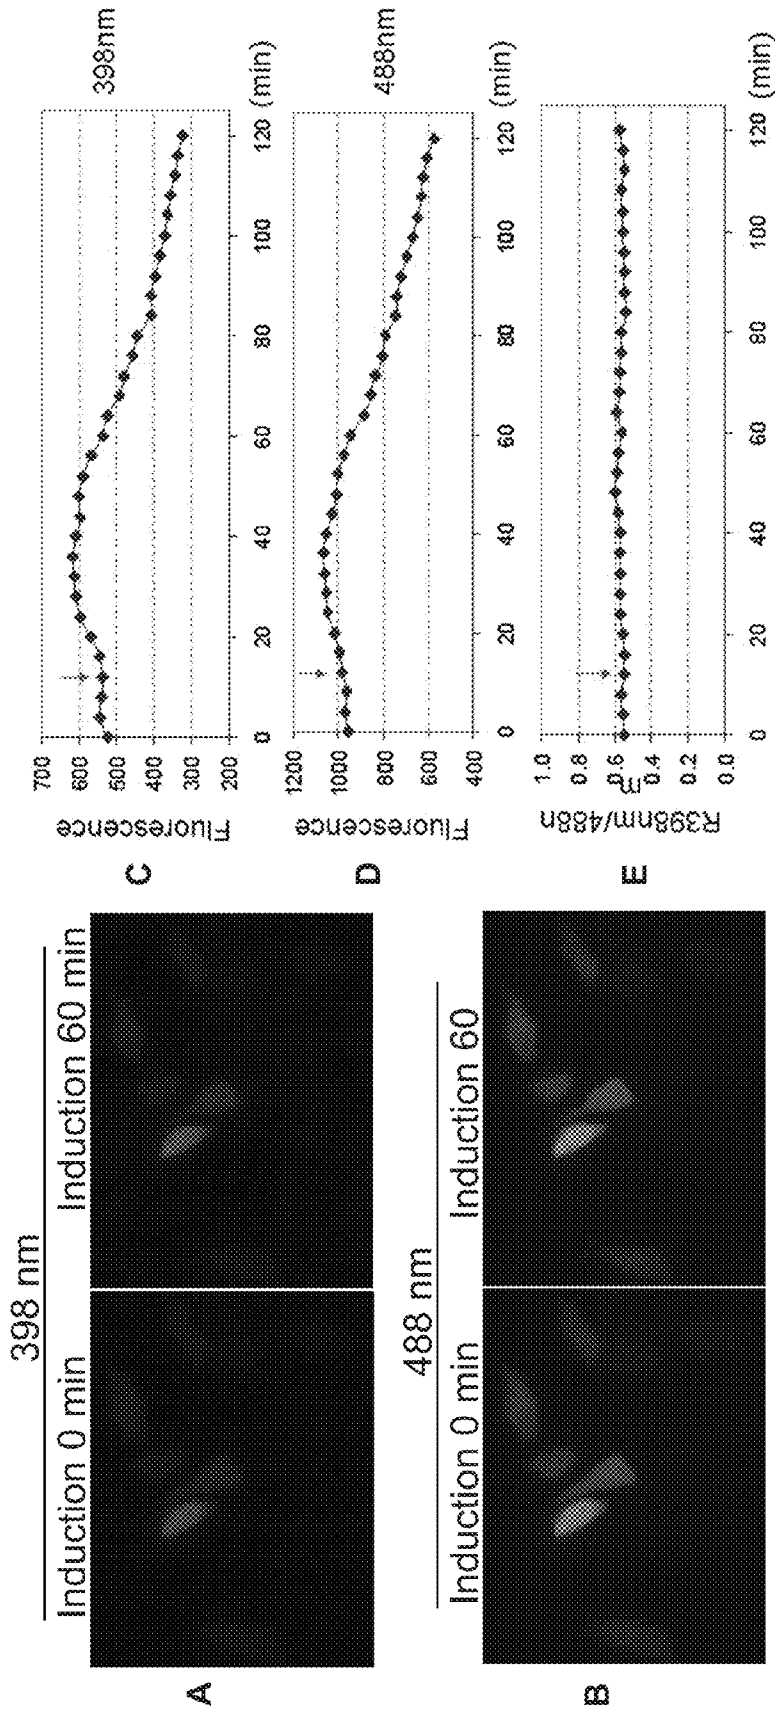 398 nm
Induction 0 min Induction 60 min
A
488 nm
Induction 0 min Induction 60
B
C
Fluorescence
700
600
500
400
300
200
0 20 40 60 80 100 120 (min)
398nm
D
Fluorescence
1200
1000
800
600
400
0 20 40 60 80 100 120 (min)
488nm
E
R398nm/488n
m
1.0
0.8
0.6
0.4
0.2
0.0
0 20 40 60 80 100 120 (min)